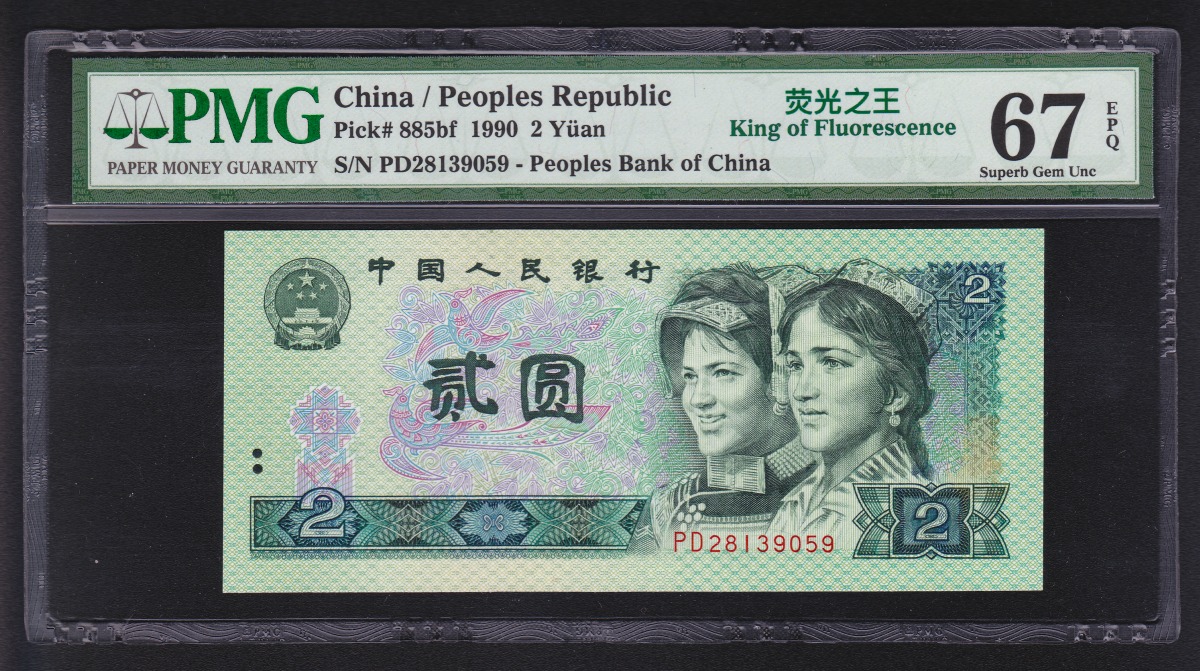 PMG
PAPER MONEY GUARANTY
China / Peoples Republic
Pick# 885bf 1990 2 Yüan
S/N PD28139059 - Peoples Bank of China
荧光之王
King of Fluorescence
67
EPQ
Superb Gem Unc
中国人民银行
2
贰圆
2
PD28139059
2